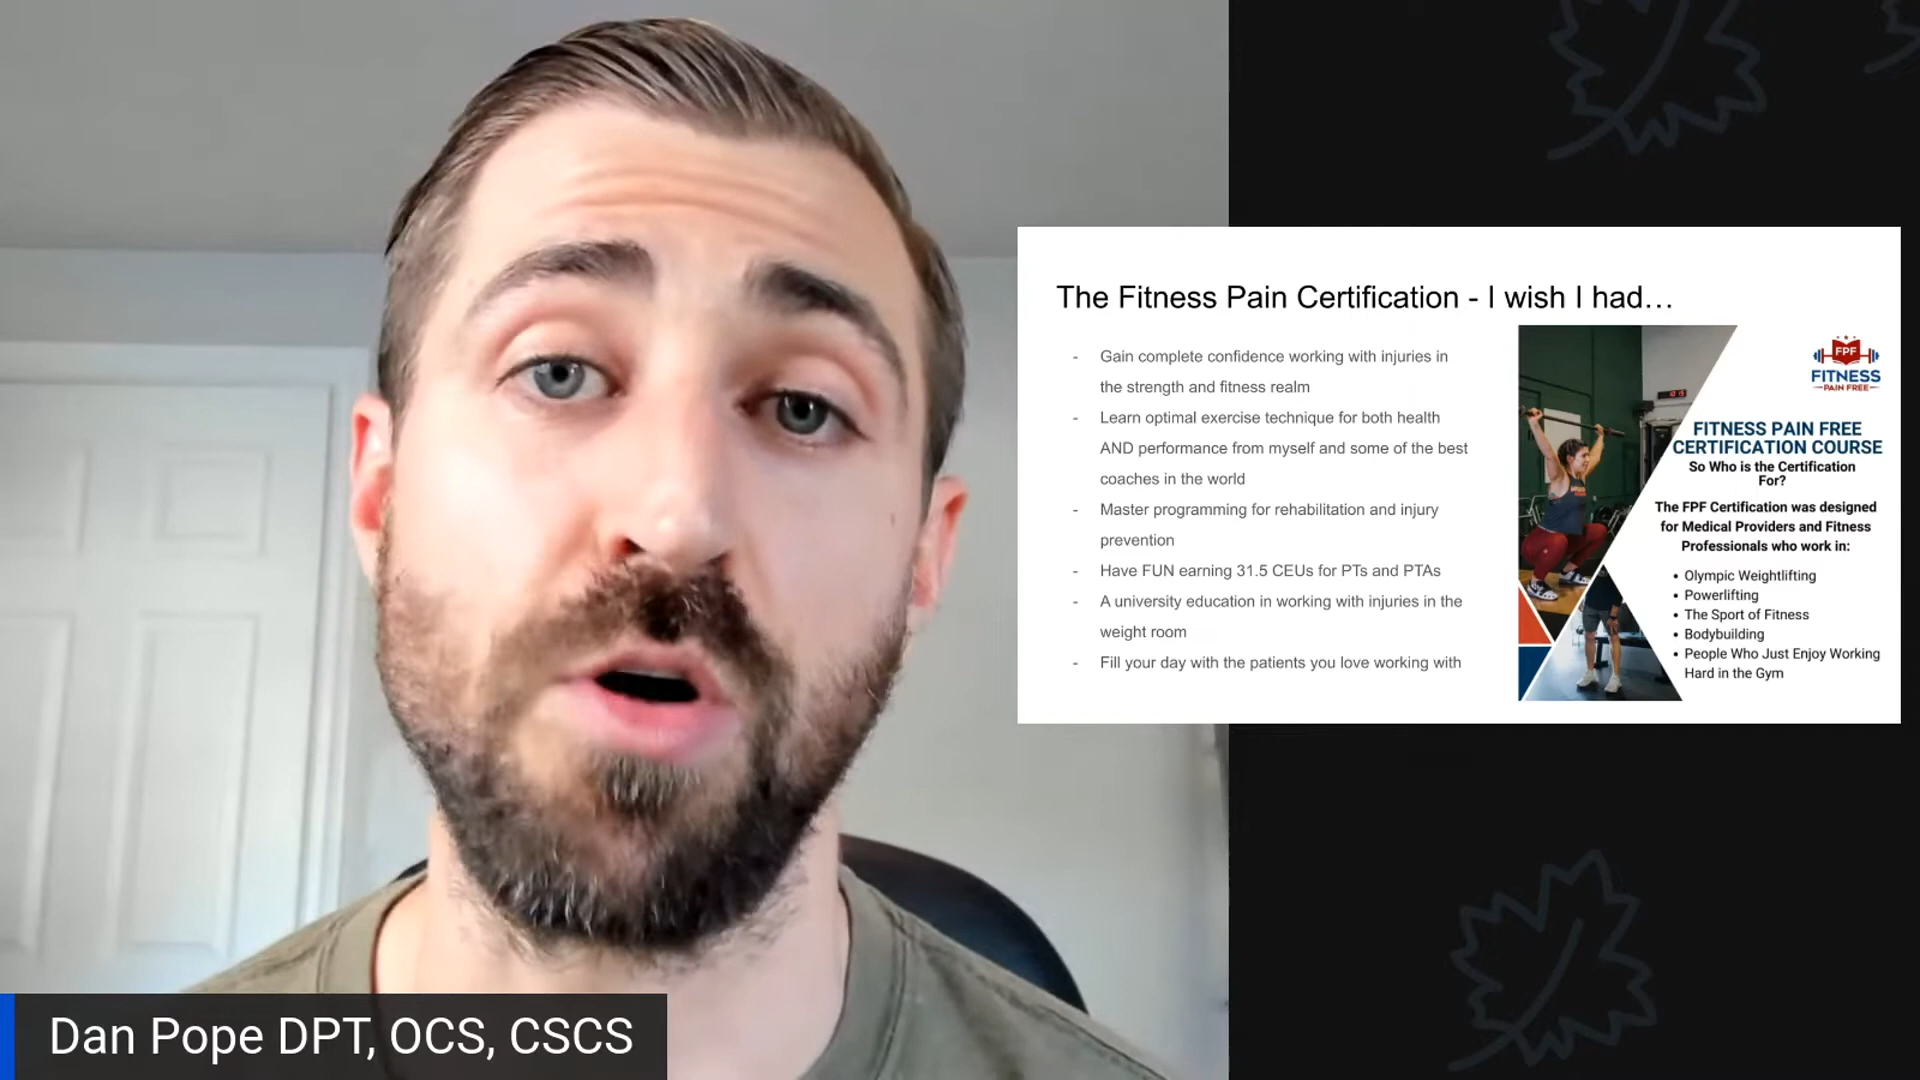 The Fitness Pain Certification - I wish I had…
- Gain complete confidence working with injuries in
the strength and fitness realm
- Learn optimal exercise technique for both health
AND performance from myself and some of the best
coaches in the world
- Master programming for rehabilitation and injury
prevention
- Have FUN earning 31.5 CEUs for PTs and PTAs
- A university education in working with injuries in the
weight room
- Fill your day with the patients you love working with
FPF
FITNESS
PAIN FREE
FITNESS PAIN FREE
CERTIFICATION COURSE
So Who is the Certification
For?
The FPF Certification was designed
for Medical Providers and Fitness
Professionals who work in:
• Olympic Weightlifting
• Powerlifting
• The Sport of Fitness
• Bodybuilding
• People Who Just Enjoy Working
Hard in the Gym
Dan Pope DPT, OCS, CSCS